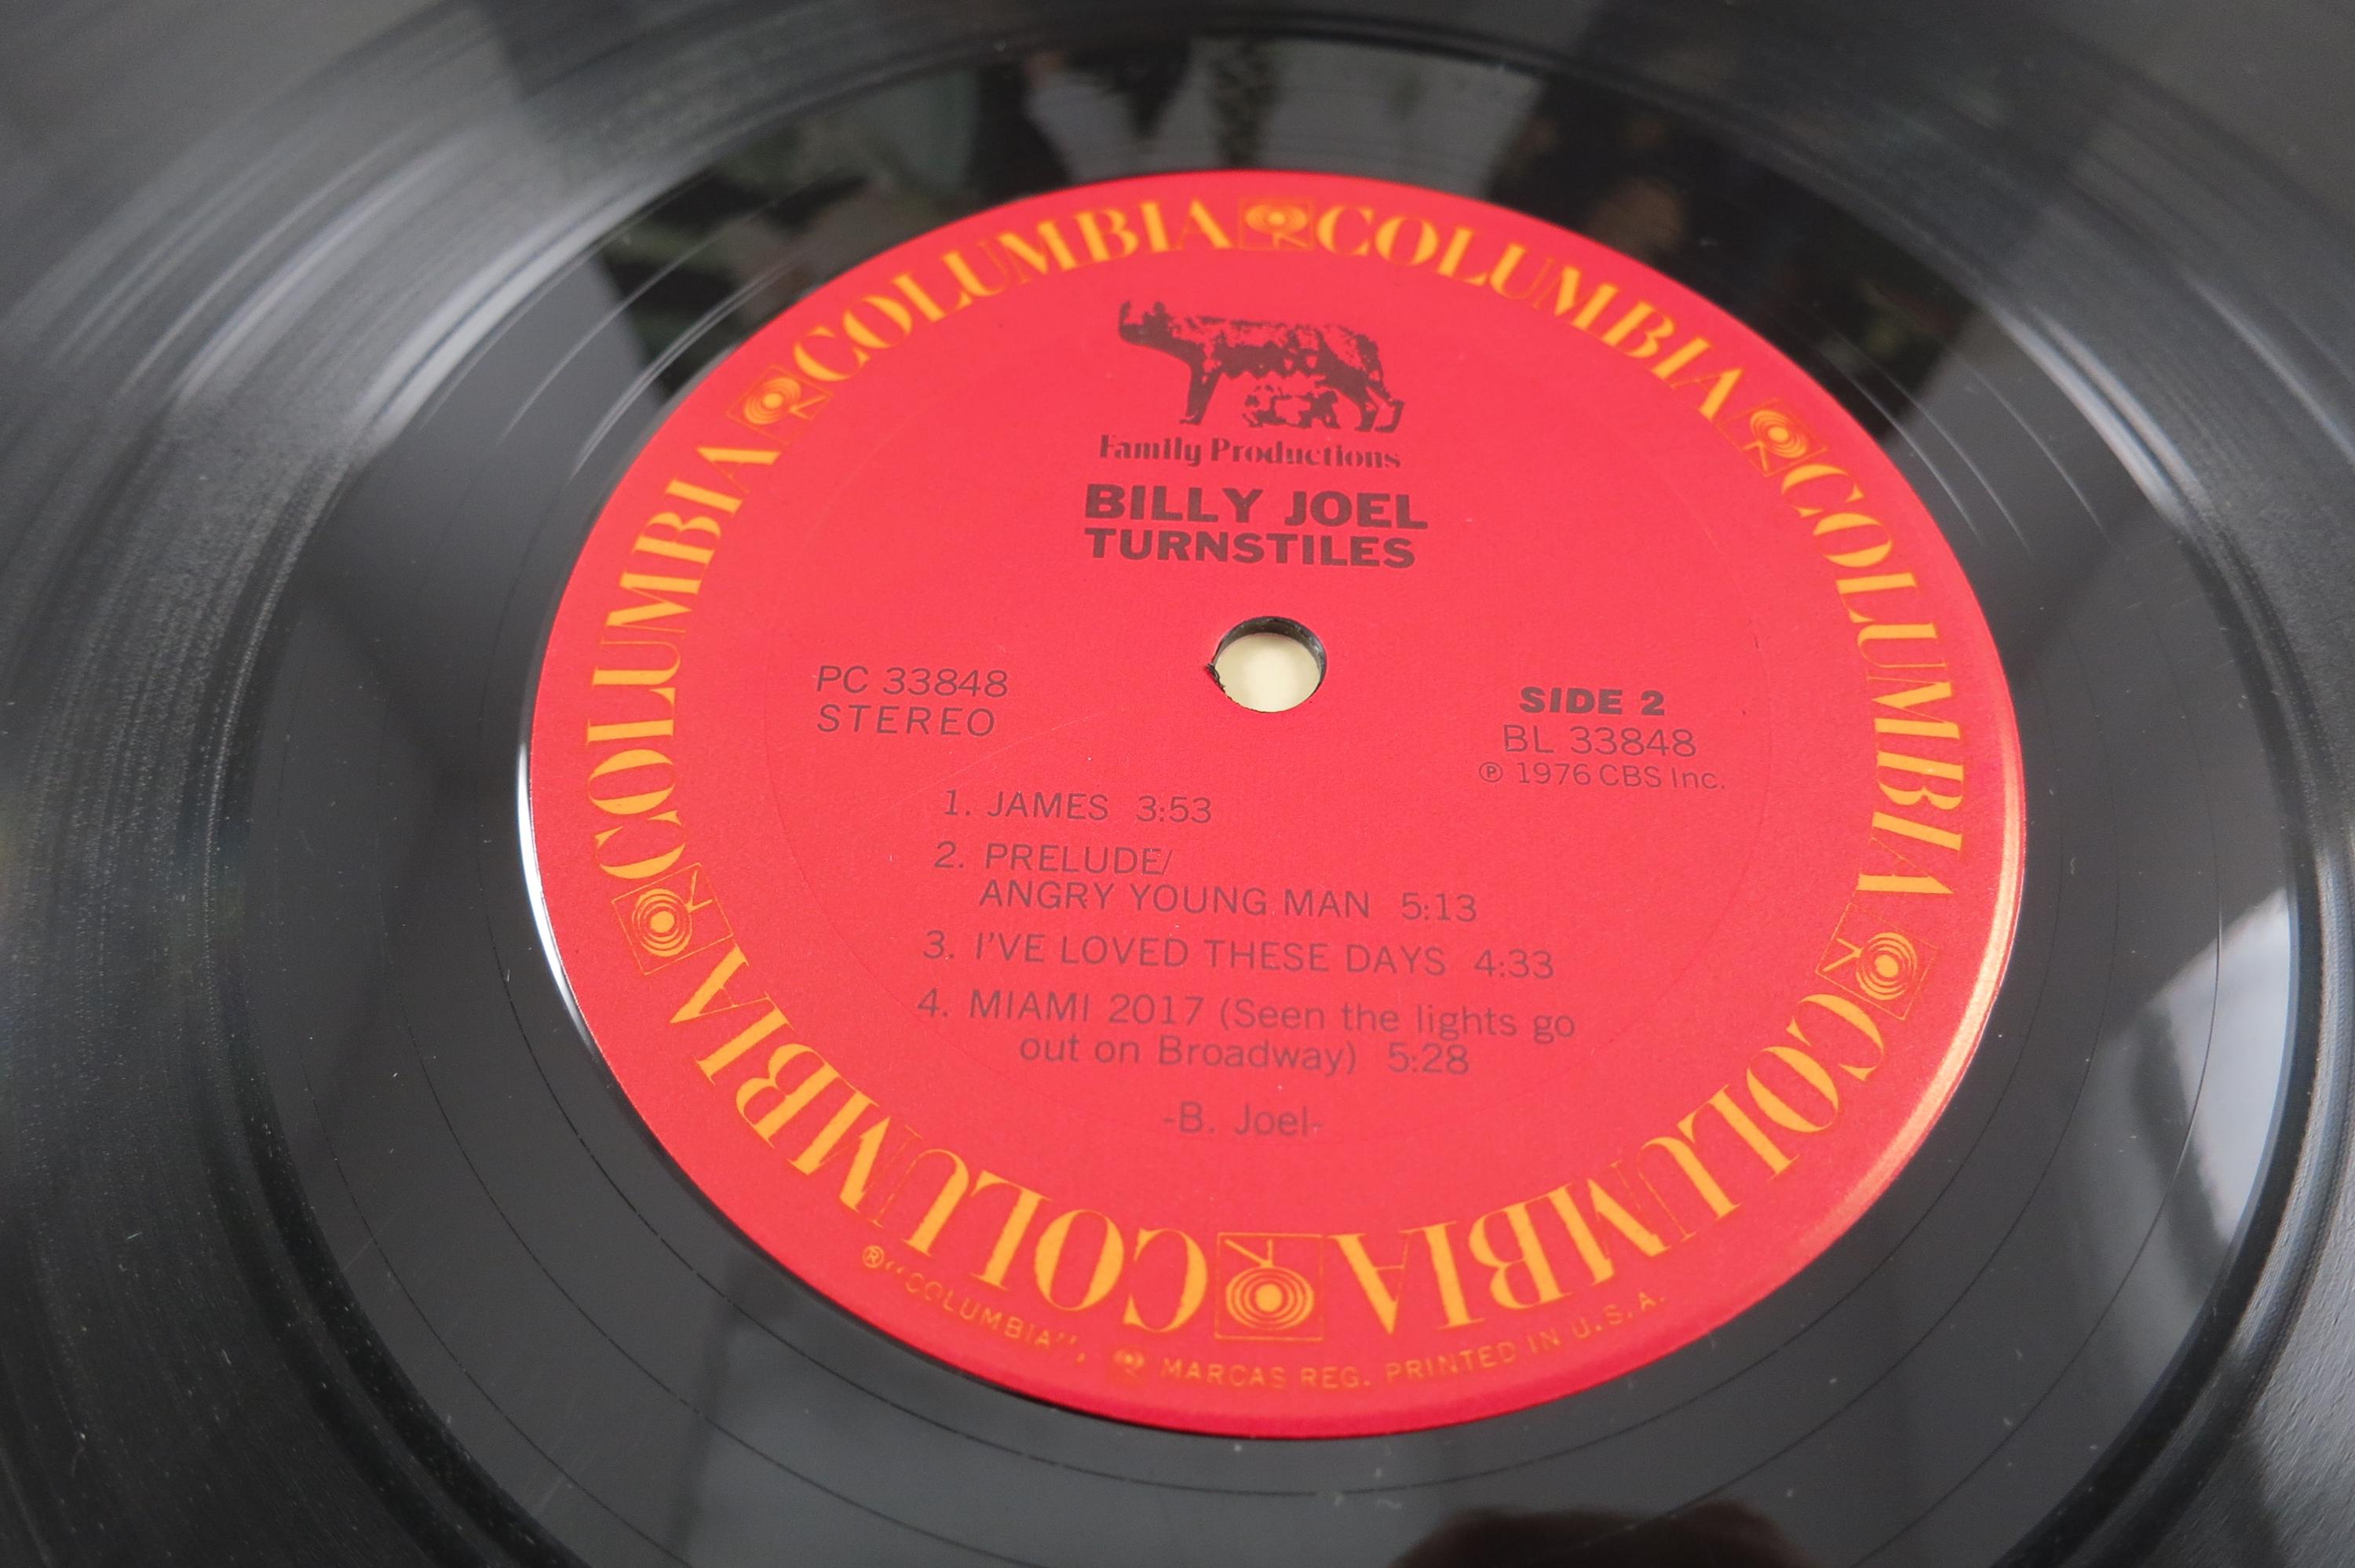 COLUMBIA COLUMBIA COLUMBIA COLUMBIA COLUMBIA COLUMBIA
Family Productions
BILLY JOEL
TURNSTILES
PC 33848
STEREO
SIDE 2
BL 33848
℗ 1976 CBS Inc.
1. JAMES 3:53
2. PRELUDE/
ANGRY YOUNG MAN 5:13
3. I'VE LOVED THESE DAYS 4:33
4. MIAMI 2017 (Seen the lights go
out on Broadway) 5:28
-B. Joel-
® "COLUMBIA", MARCAS REG. PRINTED IN U.S.A.